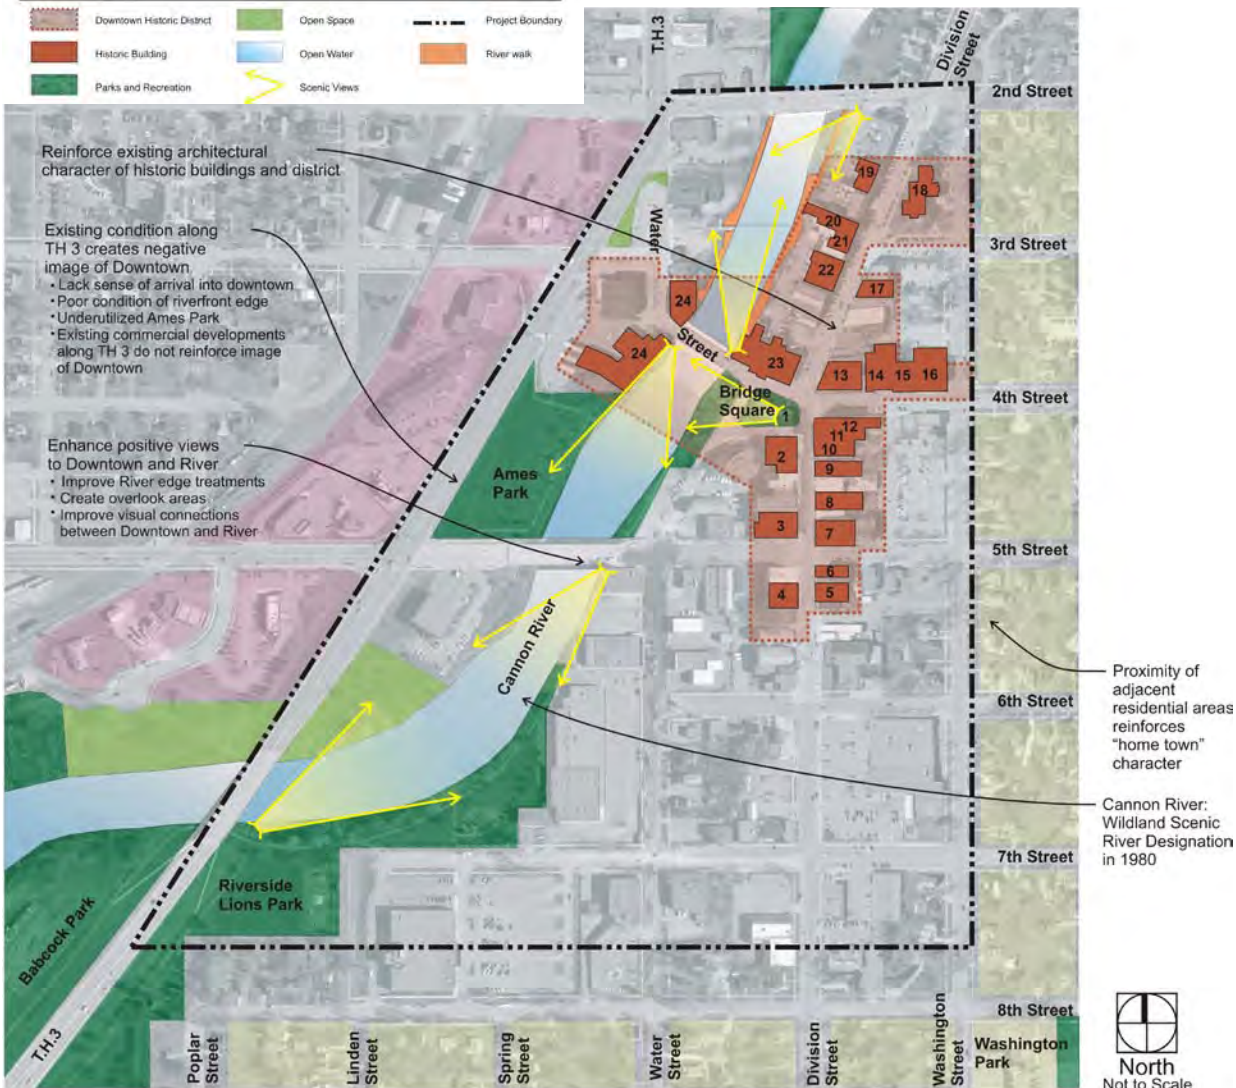 Downtown Historic District
Open Space
Project Boundary
Historic Building
Open Water
River walk
Parks and Recreation
Scenic Views
T.H.3
Division
Street
2nd Street
Reinforce existing architectural
character of historic buildings and district
Existing condition along
TH 3 creates negative
image of Downtown
• Lack sense of arrival into downtown
• Poor condition of riverfront edge
• Underutilized Ames Park
• Existing commercial developments
along TH 3 do not reinforce image
of Downtown
Water
Street
19
18
20
21
22
3rd Street
17
24
24
23
13
14
15
16
Bridge
Square
1
4th Street
12
11
10
2
9
8
3
7
5th Street
6
5
4
Enhance positive views
to Downtown and River
• Improve River edge treatments
• Create overlook areas
• Improve visual connections
between Downtown and River
Ames
Park
Cannon River
Proximity of
adjacent
residential areas
reinforces
"home town"
character
6th Street
Cannon River:
Wildland Scenic
River Designation
in 1980
7th Street
Riverside
Lions Park
Babcock Park
T.H.3
8th Street
Poplar
Street
Linden
Street
Spring
Street
Water
Street
Division
Street
Washington
Street
Washington
Park
North
Not to Scale